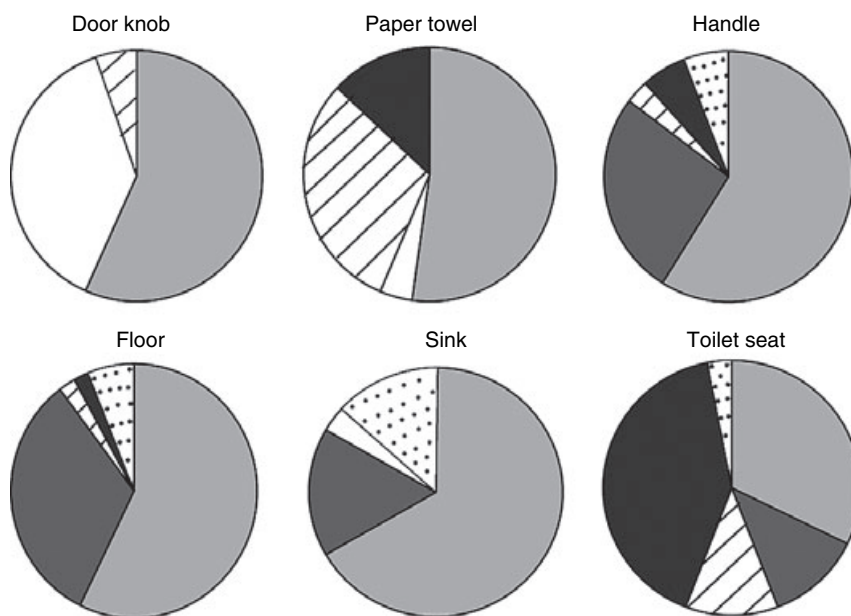 Door knob
Paper towel
Handle
Floor
Sink
Toilet seat